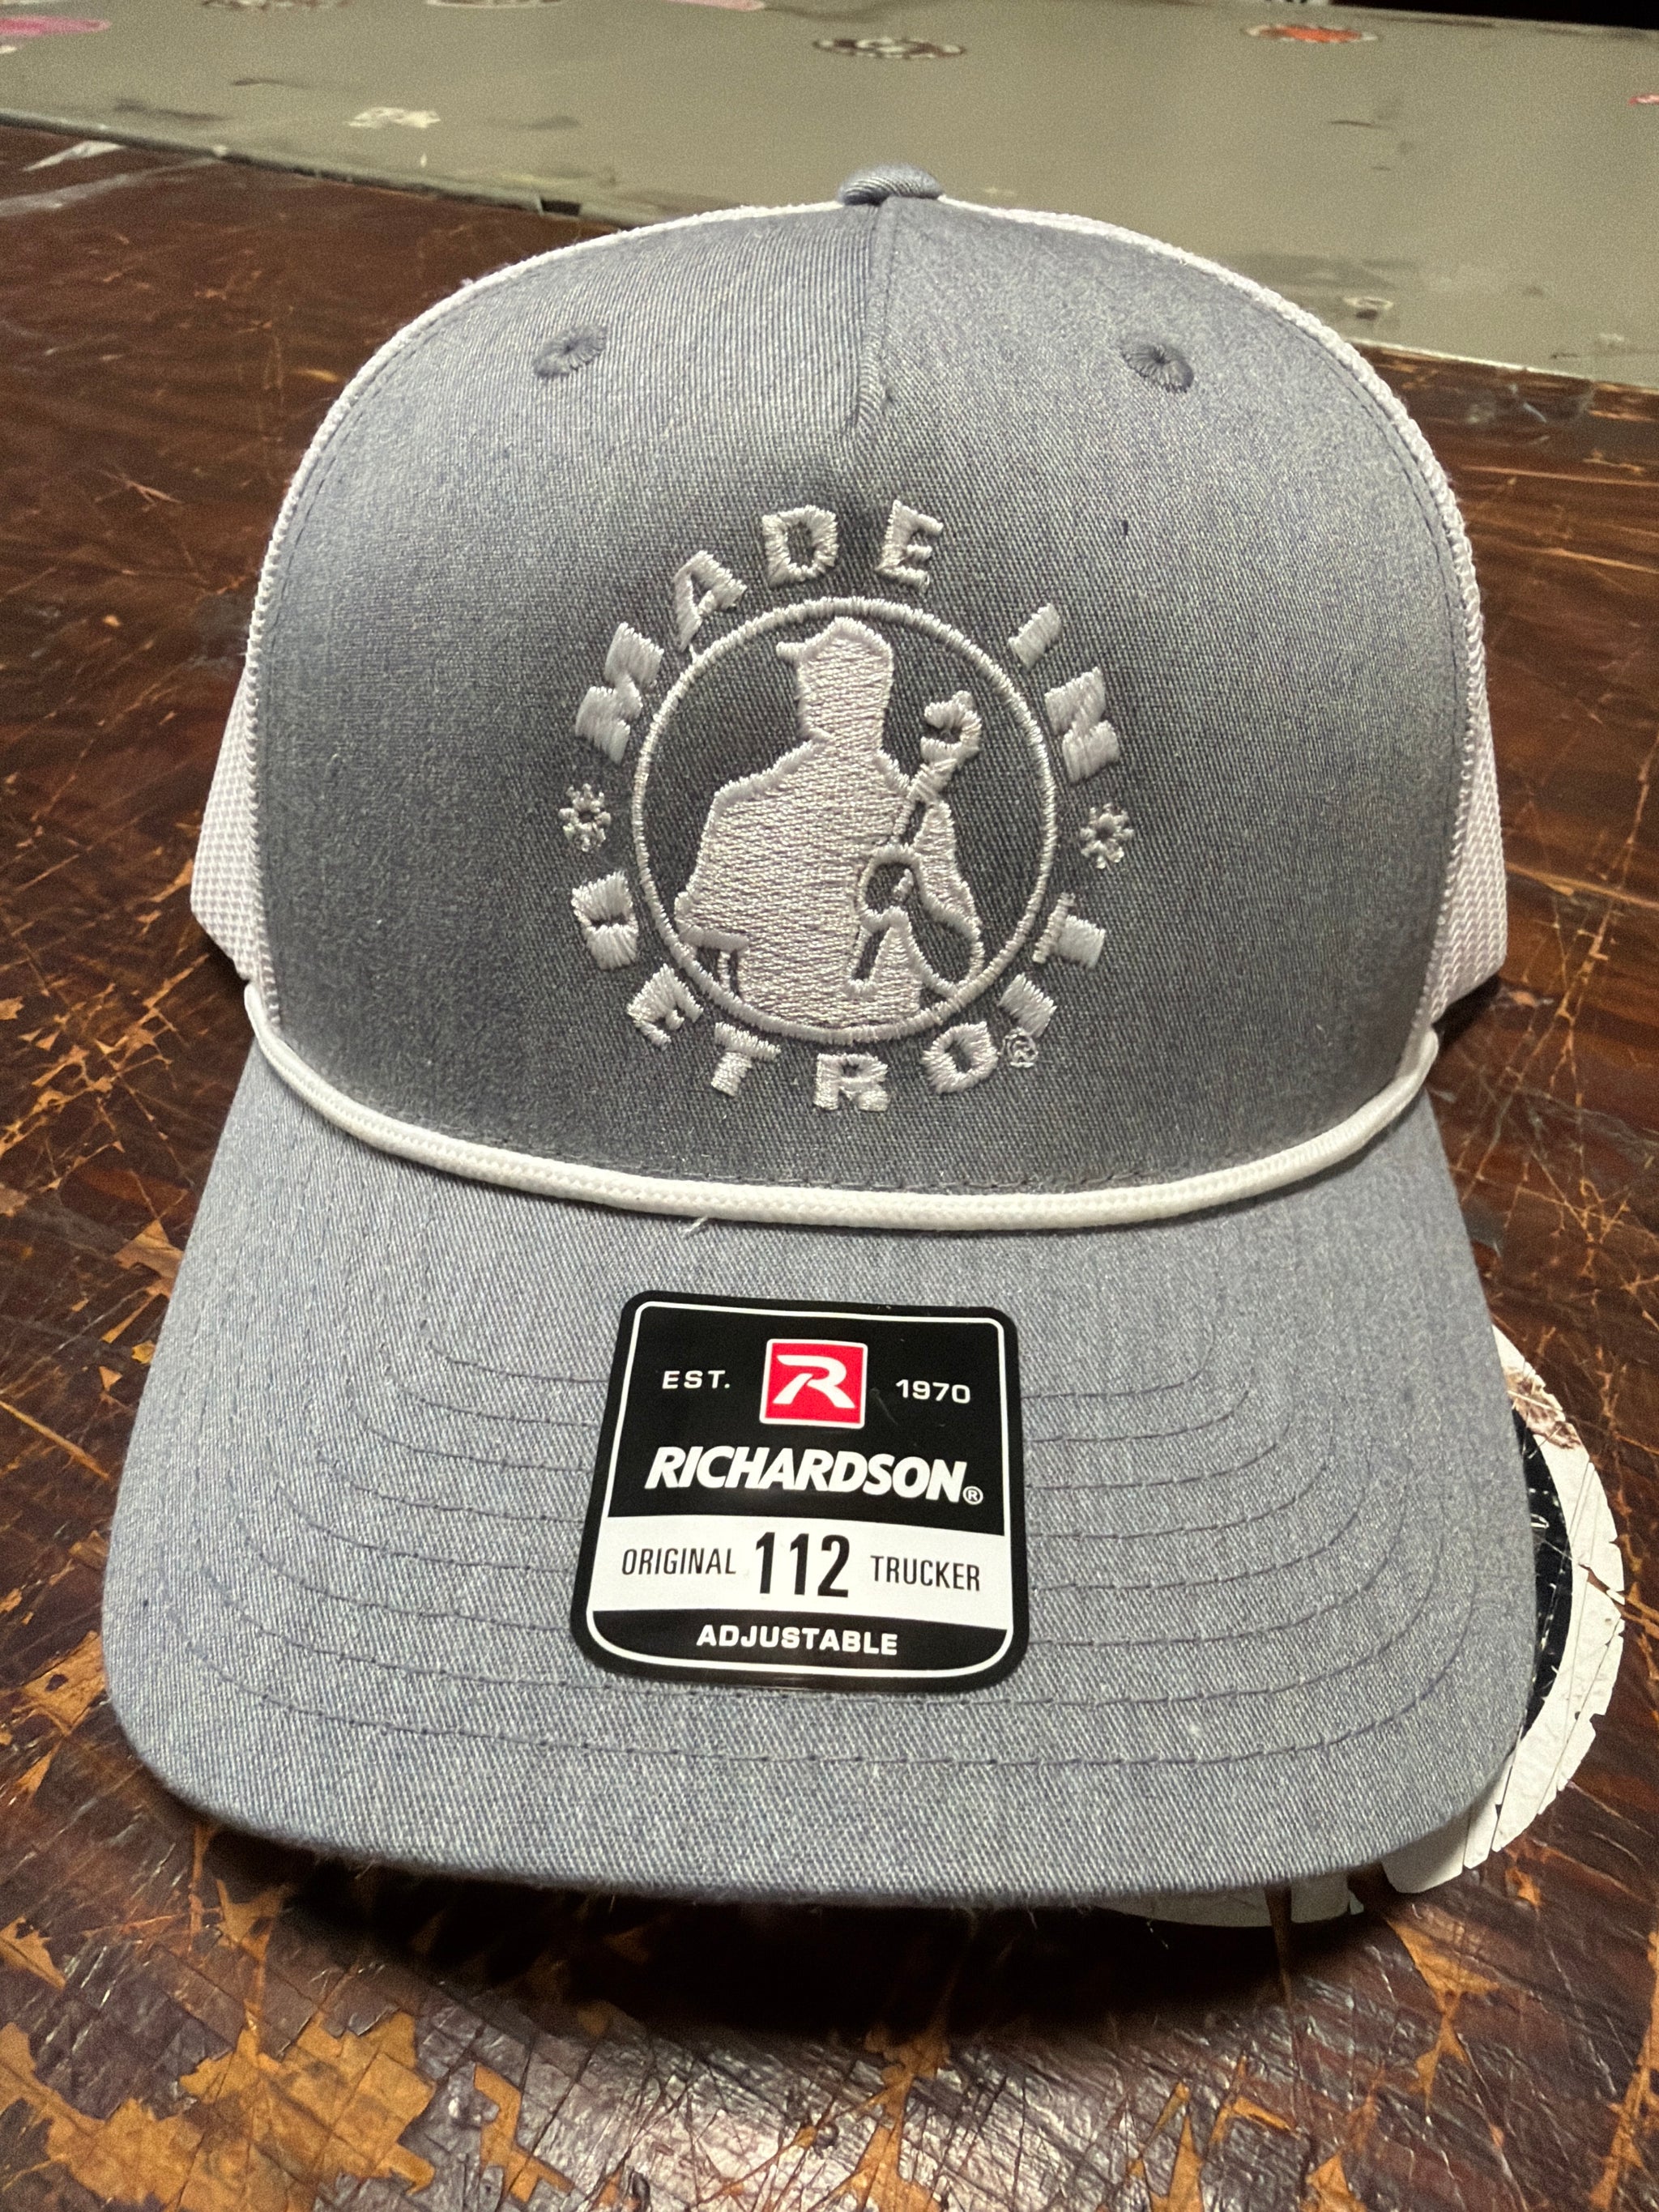 MADE IN
DETROIT®
EST. R 1970
RICHARDSON®
ORIGINAL 112 TRUCKER
ADJUSTABLE